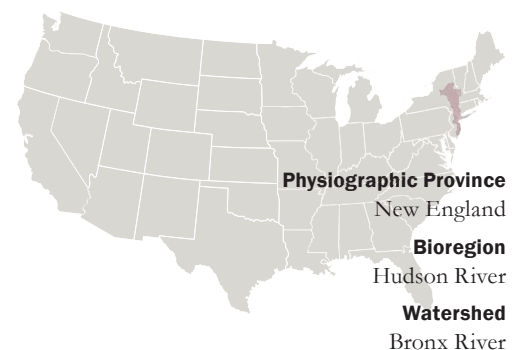 Physiographic Province
New England
Bioregion
Hudson River
Watershed
Bronx River